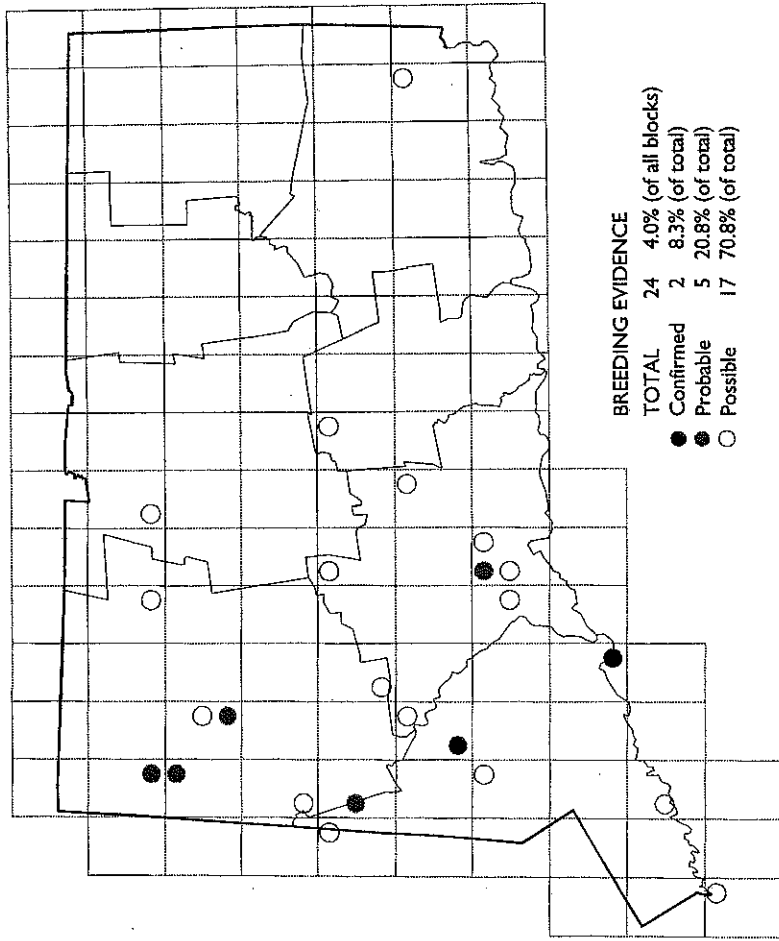 BREEDING EVIDENCE
TOTAL 24 4.0% (of all blocks)
● Confirmed 2 8.3% (of total)
● Probable 5 20.8% (of total)
○ Possible 17 70.8% (of total)